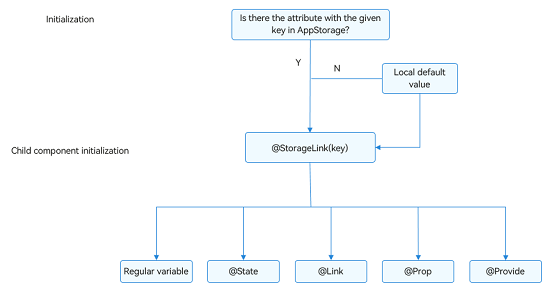 Initialization
Is there the attribute with the given
key in AppStorage?
Y
N
Local default
value
@StorageLink(key)
Child component initialization
Regular variable
@State
@Link
@Prop
@Provide